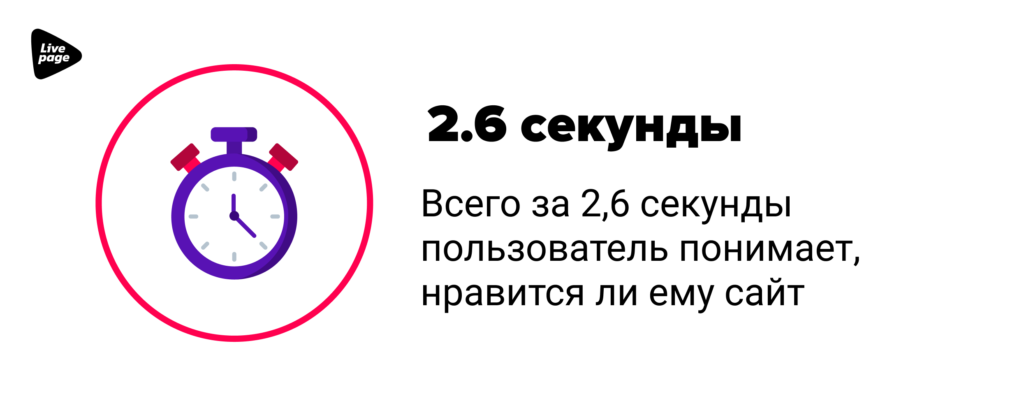 Live
page
2.6 секунды
Всего за 2,6 секунды
пользователь понимает,
нравится ли ему сайт